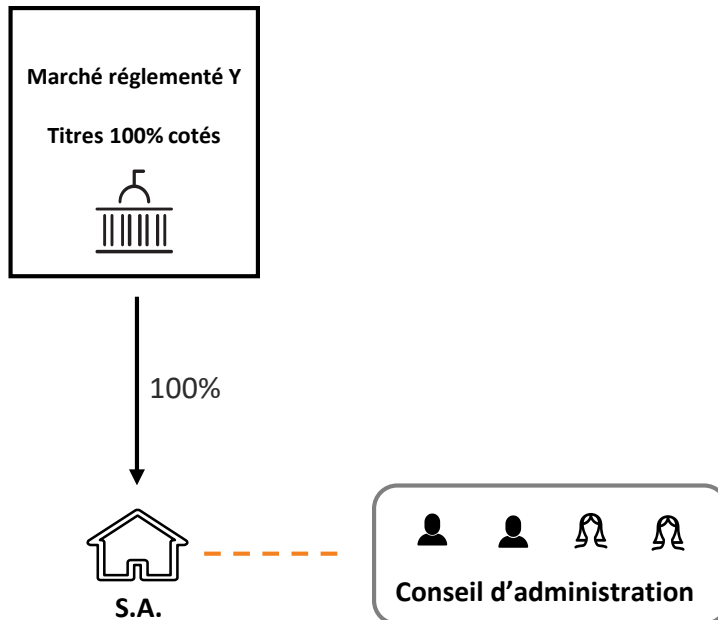 Marché réglementé Y
Titres 100% cotés
100%
S.A.
Conseil d’administration